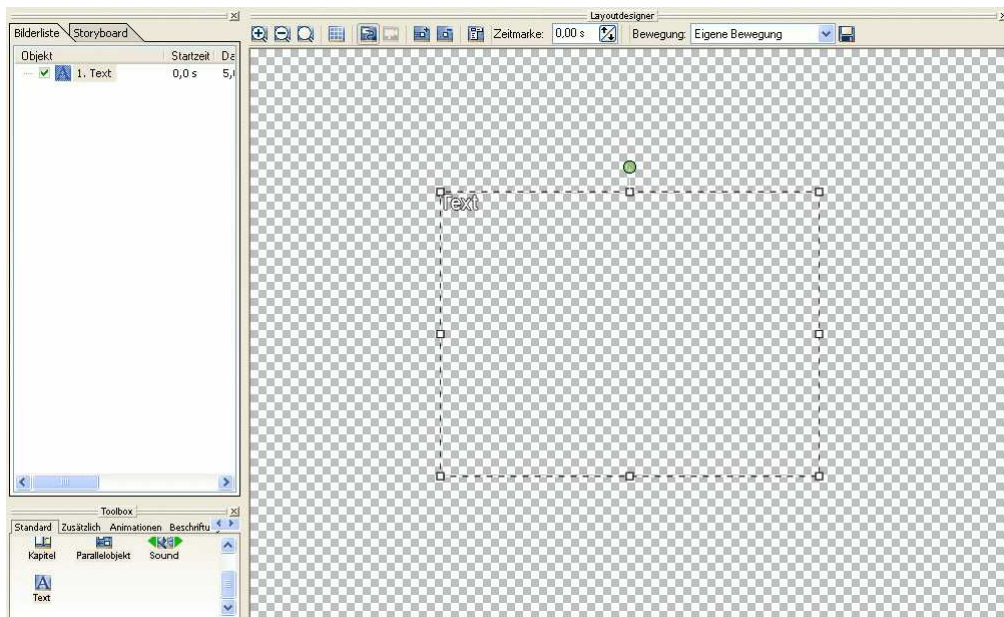 Layoutdesigner
Bilderliste Storyboard
Zeitmarke: 0,00 s Bewegung: Eigene Bewegung
Objekt Startzeit
1. Text 0,0 s
Text
Toolbox
Standard Zusätzlich Animationen
Kapitel Parallelobjekt Sound
Text